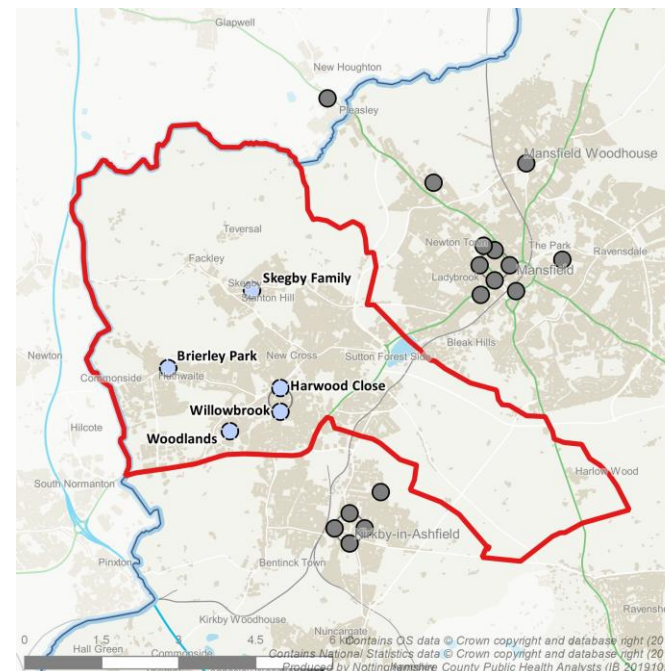 Glapwell
New Houghton
Pleasley
Mansfield Woodhouse
Teversal
Newton Town
The Park
Ravensdale
Fackley
Skegby Family
Skegby
Stanton Hill
Ladybrook
Mansfield
Bleak Hills
Newton
Brierley Park
New Cross
Sutton Forest Side
Commonside
Huthwaite
Harwood Close
Willowbrook
Hilcote
Woodlands
South Normanton
Harlow Wood
Kirkby-in-Ashfield
Pinxton
Bentinck Town
Kirkby Woodhouse
Nuncargate
0 1.5 3 4.5 6 km
Hall Green
Commonside
(Contains OS data © Crown copyright and database right (20
Contains National Statistics data © Crown copyright and database right (20
Produced by Nottinghamshire County Public Health Analysts (IB 201910